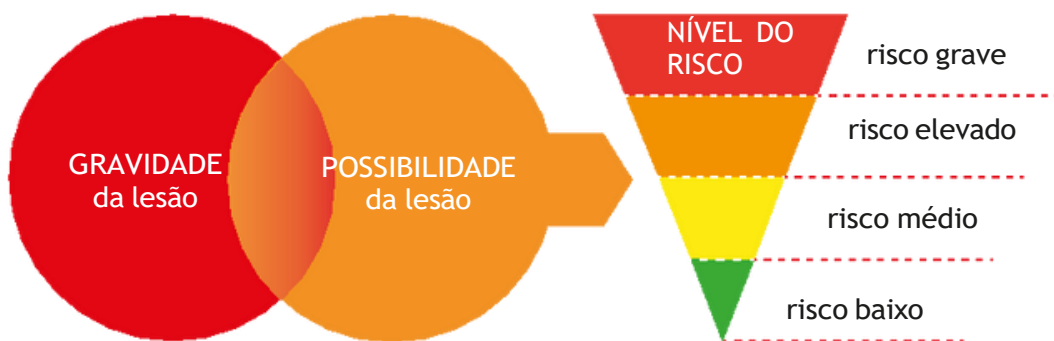 GRAVIDADE
da lesão
POSSIBILIDADE
da lesão
NÍVEL DO
RISCO
risco grave
risco elevado
risco médio
risco baixo